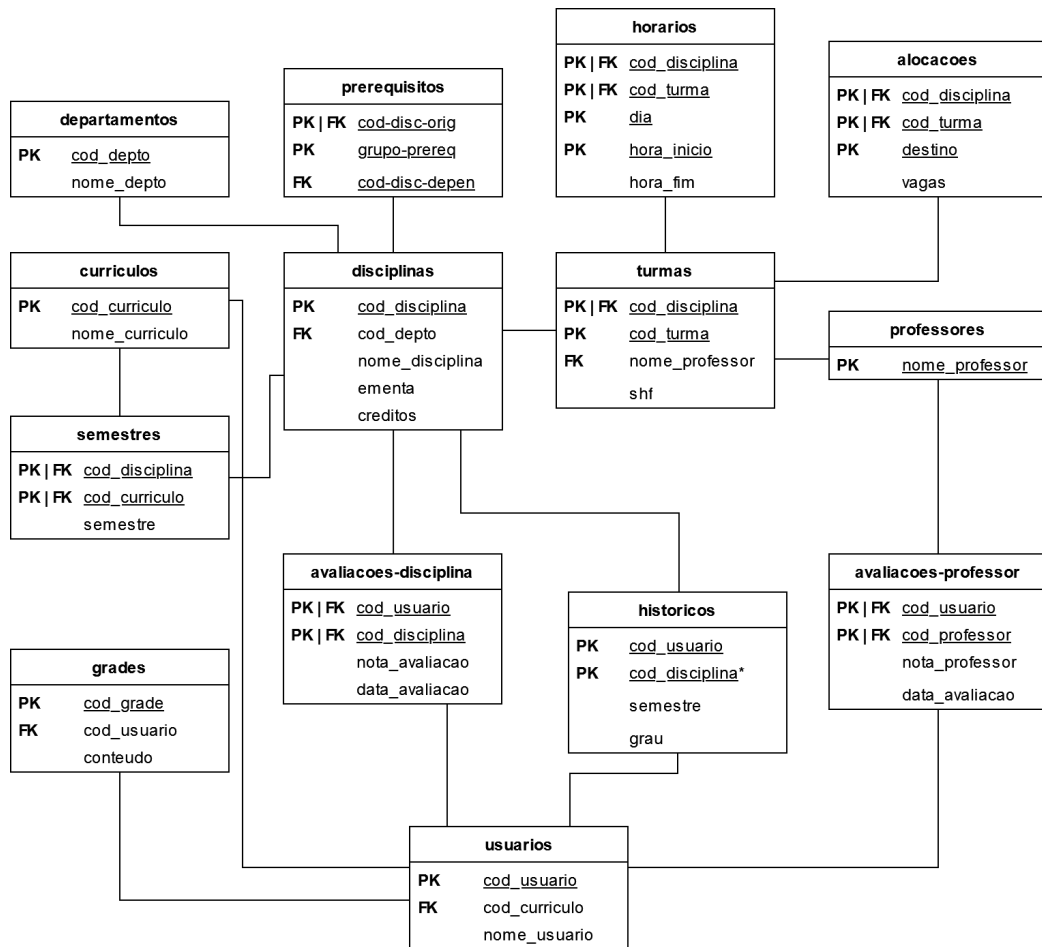 departamentos
PK cod_depto
nome_depto
prerequisitos
PK | FK cod-disc-orig
PK grupo-prereq
FK cod-disc-depen
horarios
PK | FK cod_disciplina
PK | FK cod_turma
PK dia
PK hora_inicio
hora_fim
alocacoes
PK | FK cod_disciplina
PK | FK cod_turma
PK destino
vagas
curriculos
PK cod_curriculo
nome_curriculo
disciplinas
PK cod_disciplina
FK cod_depto
nome_disciplina
ementa
creditos
turmas
PK | FK cod_disciplina
PK cod_turma
FK nome_professor
shf
professores
PK nome_professor
semestres
PK | FK cod_disciplina
PK | FK cod_curriculo
semestre
avaliacoes-disciplina
PK | FK cod_usuario
PK | FK cod_disciplina
nota_avaliacao
data_avaliacao
historicos
PK cod_usuario
PK cod_disciplina*
semestre
grau
avaliacoes-professor
PK | FK cod_usuario
PK | FK cod_professor
nota_professor
data_avaliacao
grades
PK cod_grade
FK cod_usuario
conteudo
usuarios
PK cod_usuario
FK cod_curriculo
nome_usuario